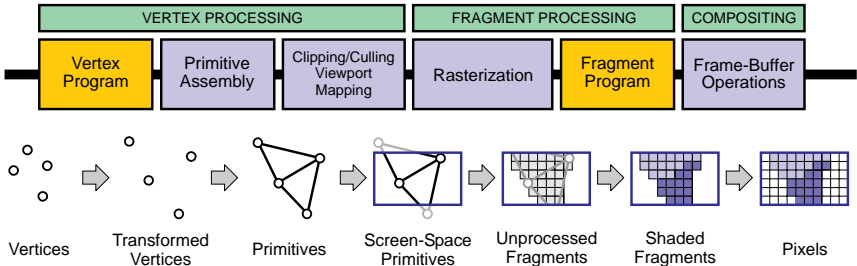 VERTEX PROCESSING
FRAGMENT PROCESSING
COMPOSITING
Vertex
Program
Primitive
Assembly
Clipping/Culling
Viewport
Mapping
Rasterization
Fragment
Program
Frame-Buffer
Operations
Vertices
Transformed
Vertices
Primitives
Screen-Space
Primitives
Unprocessed
Fragments
Shaded
Fragments
Pixels